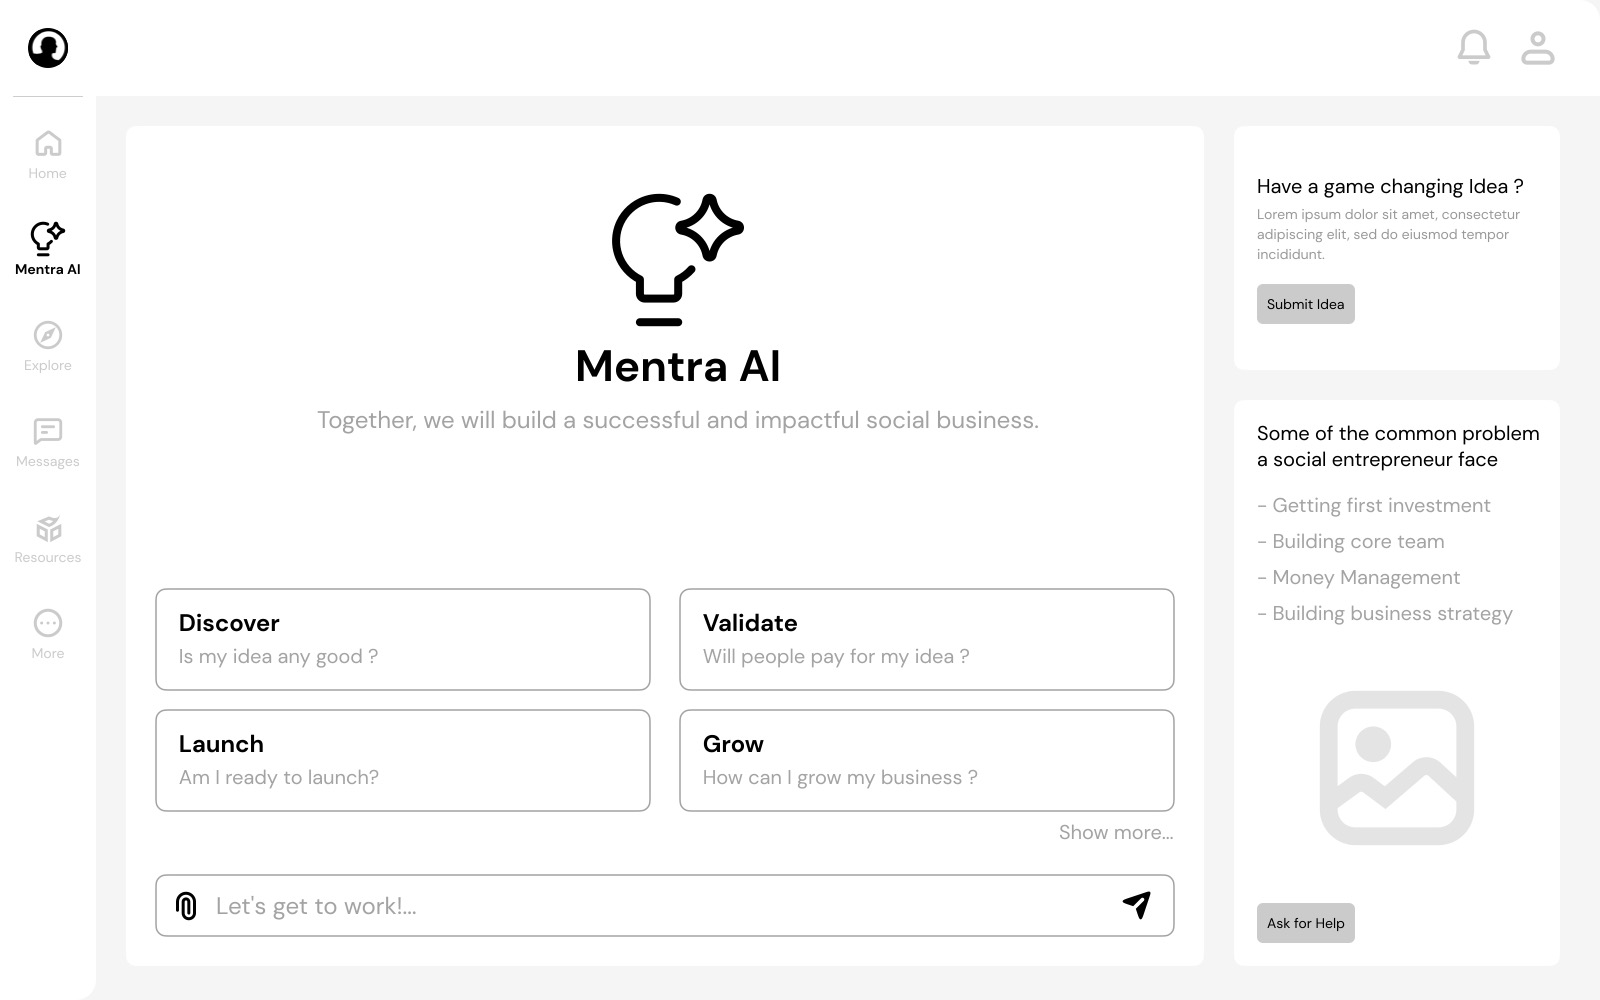 Home
Mentra AI
Explore
Messages
Resources
More
Mentra AI
Together, we will build a successful and impactful social business.
Discover
Is my idea any good ?
Validate
Will people pay for my idea ?
Launch
Am I ready to launch?
Grow
How can I grow my business ?
Show more...
Let's get to work!...
Have a game changing Idea ?
Lorem ipsum dolor sit amet, consectetur
adipiscing elit, sed do eiusmod tempor
incididunt.
Submit Idea
Some of the common problem
a social entrepreneur face
- Getting first investment
- Building core team
- Money Management
- Building business strategy
Ask for Help